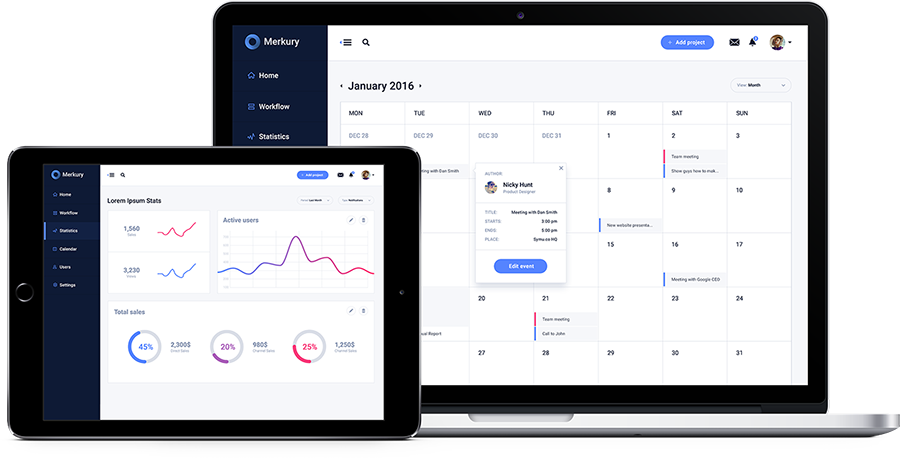 Merkury
Add project
Home
January 2016
View: Month
Workflow
MON TUE WED THU FRI SAT SUN
Statistics
DEC 28 DEC 29 DEC 30 DEC 31 1 2 3
Team meeting
Show goys how to mak...
Meeting with Dan Smith
8 9 10
New website presenta...
15 16 17
Meeting with Google CEO
20 21 22 23 24
Team meeting
Call to John
27 28 29 30 31
AUTHOR:
Nicky Hunt
Product Designer
TITLE: Meeting with Dan Smith
STARTS: 3:00 pm
ENDS: 5:00 pm
PLACE: Symu.co HQ
Edit event
Merkury
+ Add project
Home
Workflow
Statistics
Calendar
Users
Settings
Lorem Ipsum Stats
Period: Last Month
Type: Notifications
1,560
Sales
3,230
Views
Active users
Total sales
45% 2,300$
Direct Sales
20% 980$
Channel Sales
25% 1,250$
Channel Sales